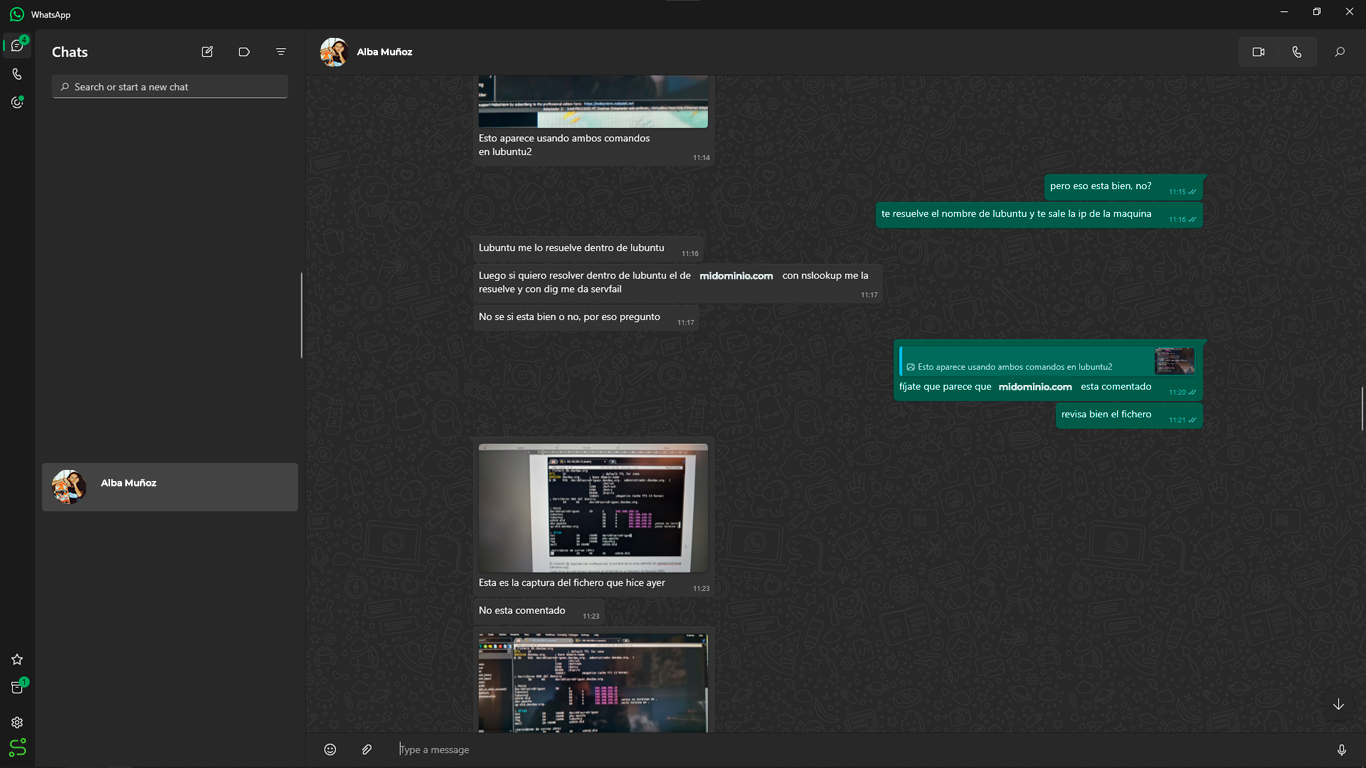 WhatsApp
4
Chats
Search or start a new chat
Alba Muñoz
1
Alba Muñoz
Esto aparece usando ambos comandos
en lubuntu2
11:14
pero eso esta bien, no?
11:15
te resuelve el nombre de lubuntu y te sale la ip de la maquina
11:16
Lubuntu me lo resuelve dentro de lubuntu
11:16
Luego si quiero resolver dentro de lubuntu el de midominio.com con nslookup me la
resuelve y con dig me da servfail
11:17
No se si esta bien o no, por eso pregunto
11:17
Esto aparece usando ambos comandos en lubuntu2
fíjate que parece que midominio.com esta comentado
11:20
revisa bien el fichero
11:21
Esta es la captura del fichero que hice ayer
11:23
No esta comentado
11:23
Type a message